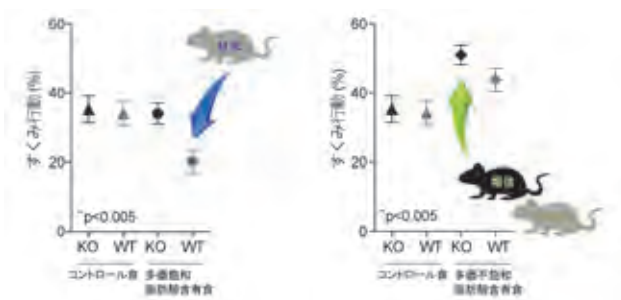 60
40
20
0
すくみ行動 (%)
p<0.005
KO WT KO WT
コントロール食 多価飽和
脂肪酸含有食
60
40
20
0
すくみ行動 (%)
p<0.005
KO WT KO WT
コントロール食 多価不飽和
脂肪酸含有食